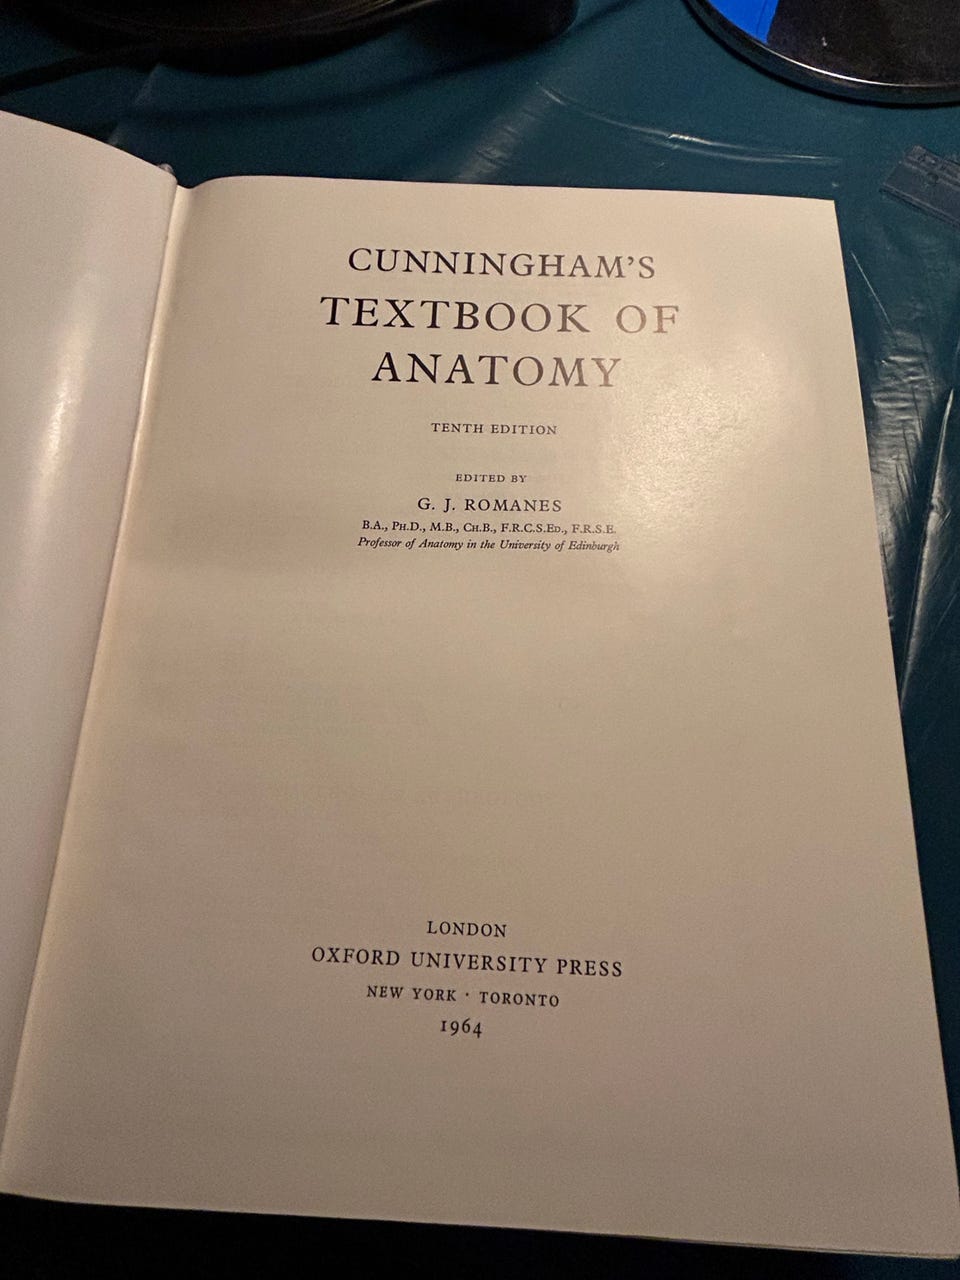 CUNNINGHAM'S
TEXTBOOK OF
ANATOMY
TENTH EDITION
EDITED BY
G. J. ROMANES
B.A., PH.D., M.B., CH.B., F.R.C.S.ED., F.R.S.E.
Professor of Anatomy in the University of Edinburgh
LONDON
OXFORD UNIVERSITY PRESS
NEW YORK · TORONTO
1964